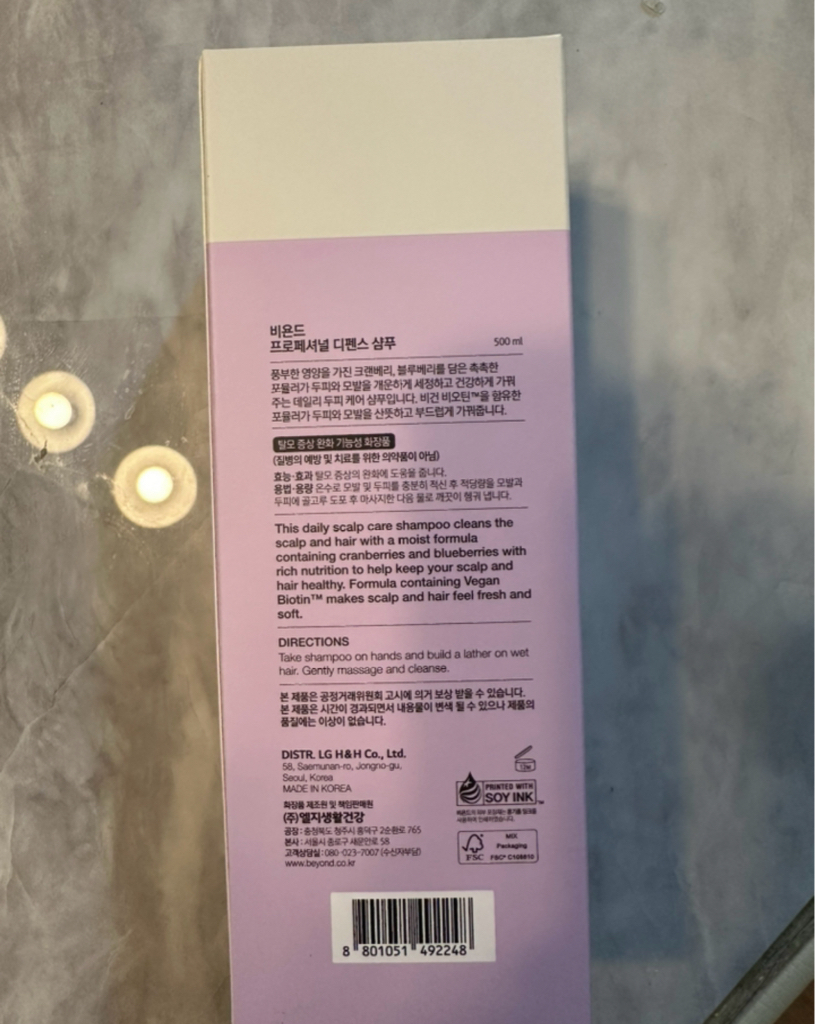 비욘드
프로페셔널 디펜스 샴푸
500 ml
풍부한 영양을 가진 크랜베리, 블루베리를 담은 촉촉한
포뮬러가 두피와 모발을 개운하게 세정하고 건강하게 가꿔
주는 데일리 두피 케어 샴푸입니다. 비건 비오틴™을 함유한
포뮬러가 두피와 모발을 산뜻하고 부드럽게 가꿔줍니다.
탈모 증상 완화 기능성 화장품
(질병의 예방 및 치료를 위한 의약품이 아님)
효능·효과 탈모 증상의 완화에 도움을 줍니다.
용법·용량 온수로 모발 및 두피를 충분히 적신 후 적당량을 모발과
두피에 골고루 도포 후 마사지한 다음 물로 깨끗이 헹궈 냅니다.
This daily scalp care shampoo cleans the
scalp and hair with a moist formula
containing cranberries and blueberries with
rich nutrition to help keep your scalp and
hair healthy. Formula containing Vegan
Biotin™ makes scalp and hair feel fresh and
soft.
DIRECTIONS
Take shampoo on hands and build a lather on wet
hair. Gently massage and cleanse.
본 제품은 공정거래위원회 고시에 의거 보상 받을 수 있습니다.
본 제품은 시간이 경과되면서 내용물이 변색 될 수 있으나 제품의
품질에는 이상이 없습니다.
DISTR. LG H&H Co., Ltd.
58, Saemunan-ro, Jongno-gu,
Seoul, Korea
MADE IN KOREA
12M
PRINTED WITH
SOY INK™
화장품 제조원 및 책임판매원
(주)엘지생활건강
공장 : 충청북도 청주시 흥덕구 2순환로 765
본사 : 서울시 종로구 새문안로 58
고객상담실 : 080-023-7007 (수신자부담)
www.beyond.co.kr
FSC
MIX
Packaging
FSC® C108810
8 801051 492248